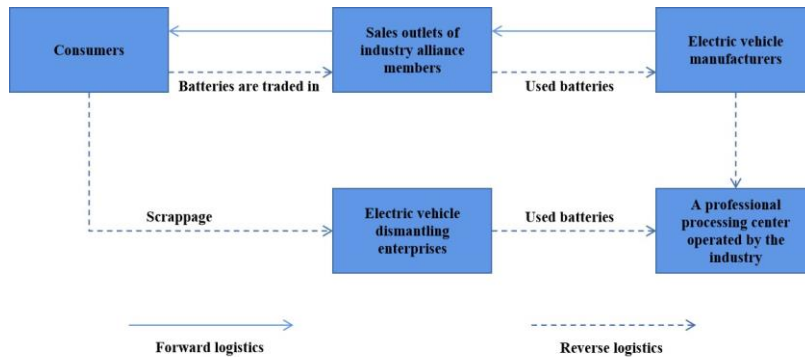 Consumers
Sales outlets of
industry alliance
members
Electric vehicle
manufacturers
Batteries are traded in
Used batteries
Scrappage
Electric vehicle
dismantling
enterprises
Used batteries
A professional
processing center
operated by the
industry
Forward logistics
Reverse logistics